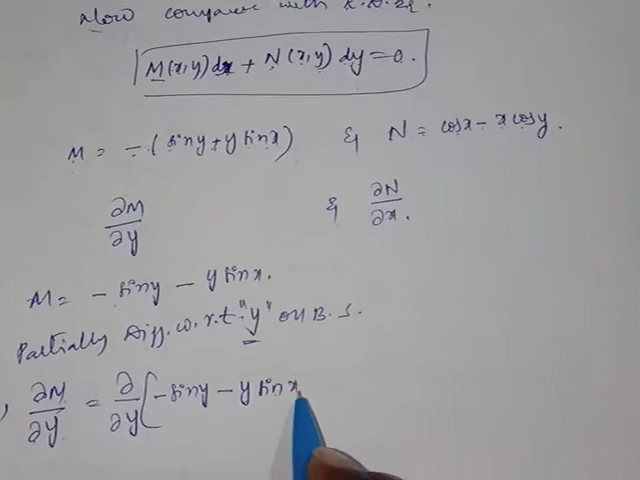 Now compare with
M(x,y)dx + N(x,y) dy = 0.
M = - (siny + y sinx) & N = cosx - x cosy.
∂M/∂y & ∂N/∂x.
M = - siny - y sinx.
Partially Diff. w.r.t. "y" on B.S.
∂M/∂y = ∂/∂y [-siny - y sinx